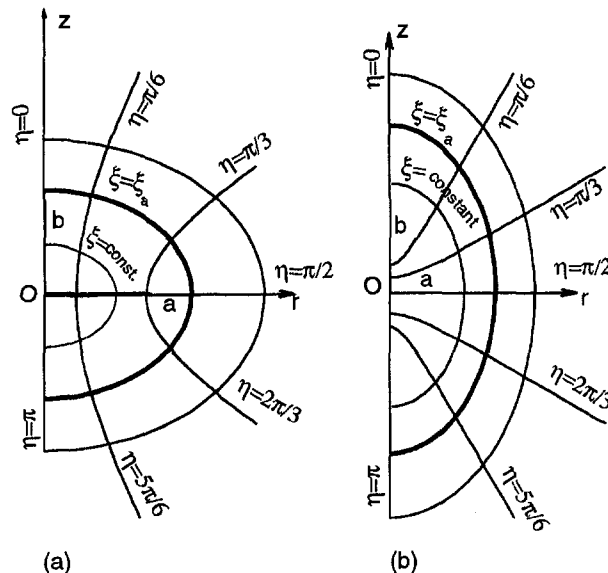 z
η=0
η=π/6
η=π/3
ξ=ξa
b
ξ=const.
η=π/2
O
a
r
η=2π/3
η=π
η=5π/6
(a)
z
η=0
η=π/6
ξ=ξa
ξ=constant
η=π/3
b
η=π/2
a
O
r
η=2π/3
η=π
η=5π/6
(b)